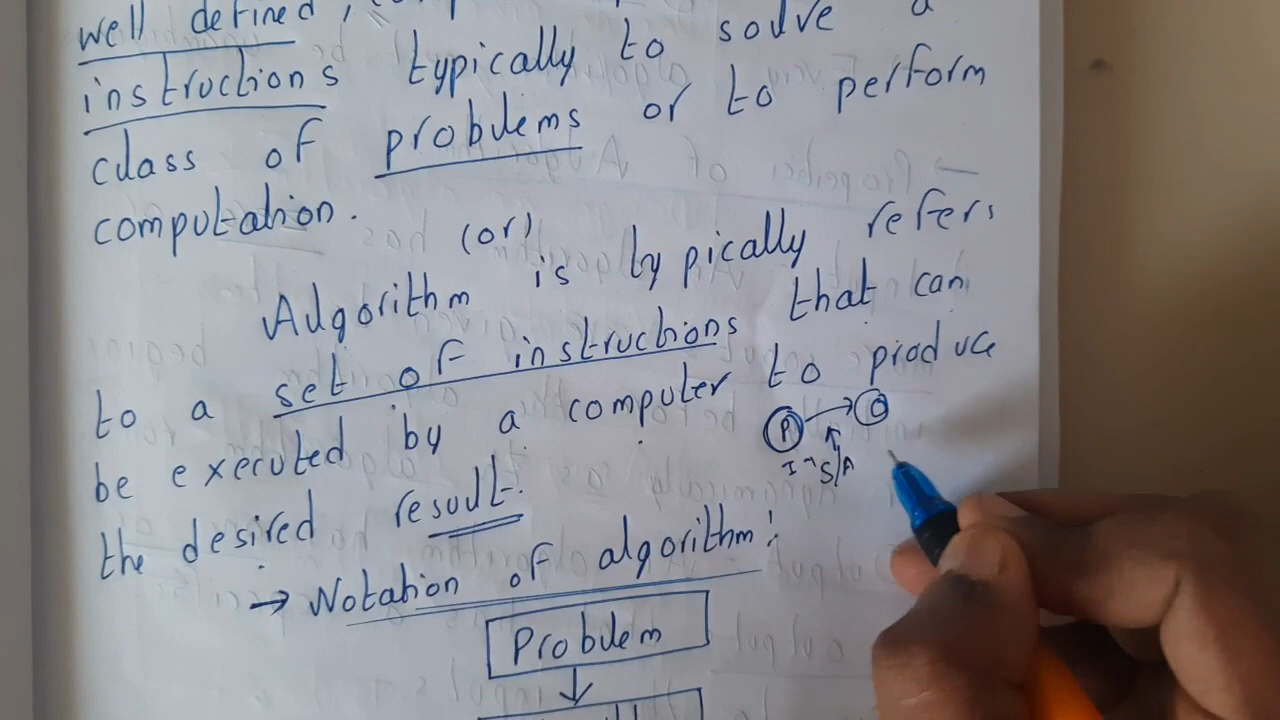 well defined,
instructions typically to solve a
class of problems or to perform
computation.
(or)
Algorithm is typically refers
to a set of instructions that can
be executed by a computer to produce
the desired result.
P O
Ins/A
→ Notation of algorithm:
Problem